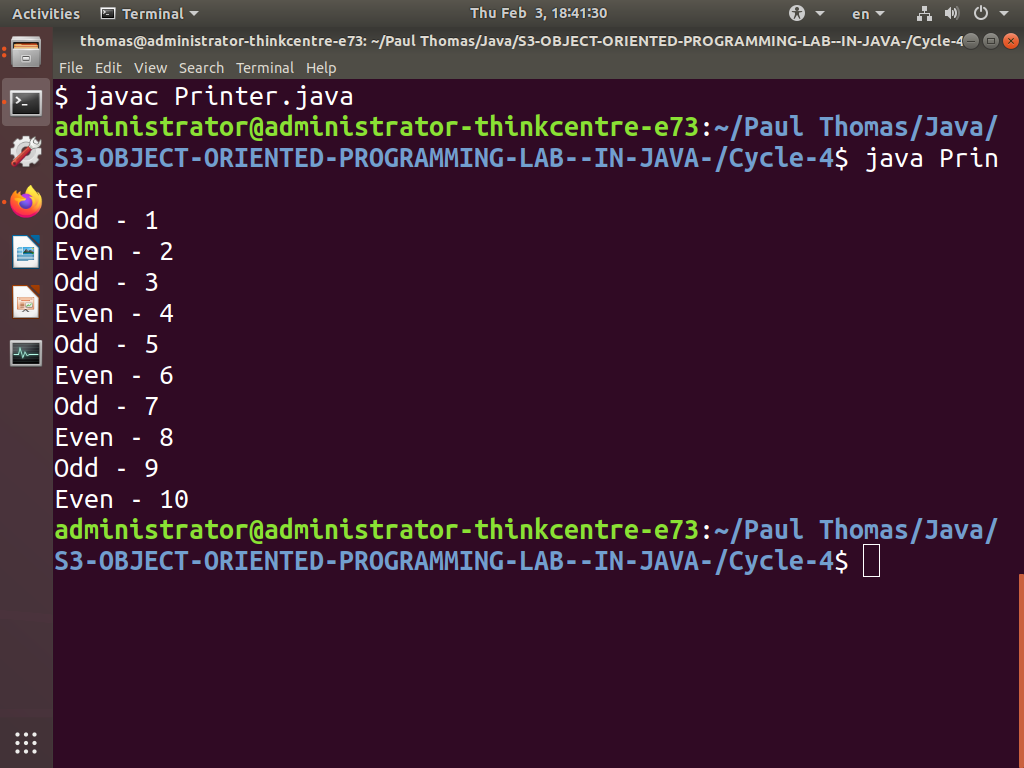 Activities Terminal Thu Feb 3, 18:41:30 en
thomas@administrator-thinkcentre-e73: ~/Paul Thomas/Java/S3-OBJECT-ORIENTED-PROGRAMMING-LAB--IN-JAVA-/Cycle-4
File Edit View Search Terminal Help
$ javac Printer.java
administrator@administrator-thinkcentre-e73:~/Paul Thomas/Java/
S3-OBJECT-ORIENTED-PROGRAMMING-LAB--IN-JAVA-/Cycle-4$ java Prin
ter
Odd - 1
Even - 2
Odd - 3
Even - 4
Odd - 5
Even - 6
Odd - 7
Even - 8
Odd - 9
Even - 10
administrator@administrator-thinkcentre-e73:~/Paul Thomas/Java/
S3-OBJECT-ORIENTED-PROGRAMMING-LAB--IN-JAVA-/Cycle-4$